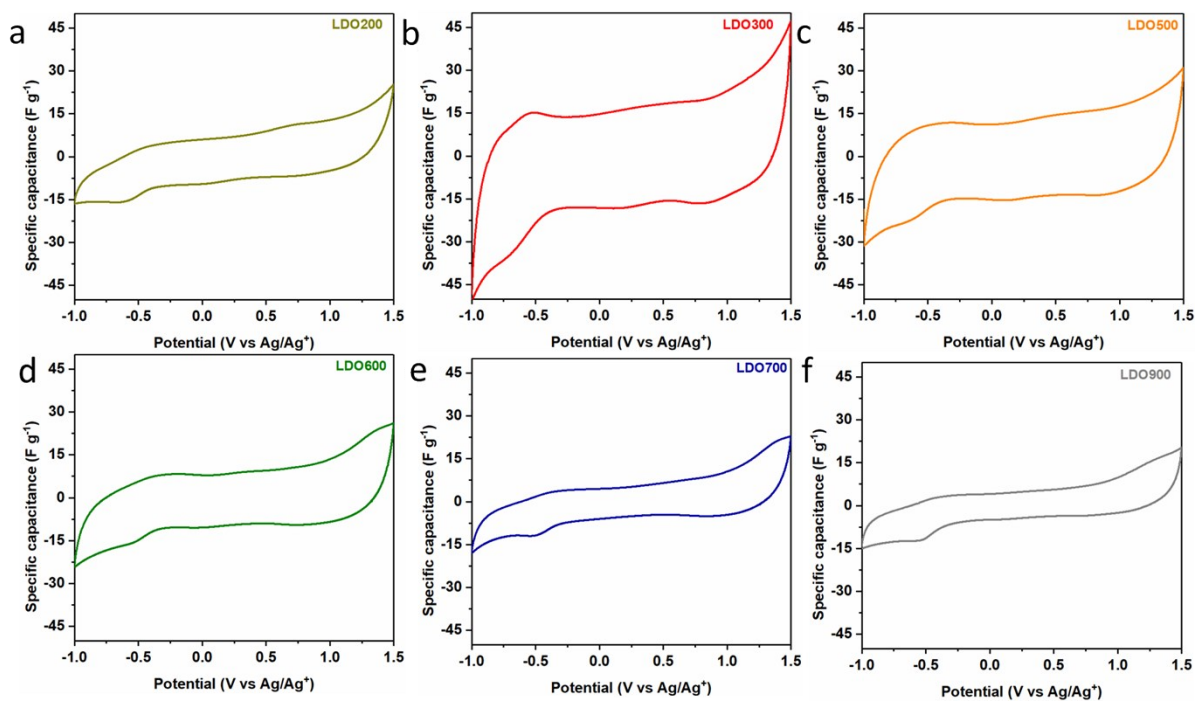 a
LDO200
Specific capacitance (F g⁻¹)
45
30
15
0
-15
-30
-45
-1.0 -0.5 0.0 0.5 1.0 1.5
Potential (V vs Ag/Ag⁺)
b
LDO300
Specific capacitance (F g⁻¹)
45
30
15
0
-15
-30
-45
-1.0 -0.5 0.0 0.5 1.0 1.5
Potential (V vs Ag/Ag⁺)
c
LDO500
Specific capacitance (F g⁻¹)
45
30
15
0
-15
-30
-45
-1.0 -0.5 0.0 0.5 1.0 1.5
Potential (V vs Ag/Ag⁺)
d
LDO600
Specific capacitance (F g⁻¹)
45
30
15
0
-15
-30
-45
-1.0 -0.5 0.0 0.5 1.0 1.5
Potential (V vs Ag/Ag⁺)
e
LDO700
Specific capacitance (F g⁻¹)
45
30
15
0
-15
-30
-45
-1.0 -0.5 0.0 0.5 1.0 1.5
Potential (V vs Ag/Ag⁺)
f
LDO900
Specific capacitance (F g⁻¹)
45
30
15
0
-15
-30
-45
-1.0 -0.5 0.0 0.5 1.0 1.5
Potential (V vs Ag/Ag⁺)